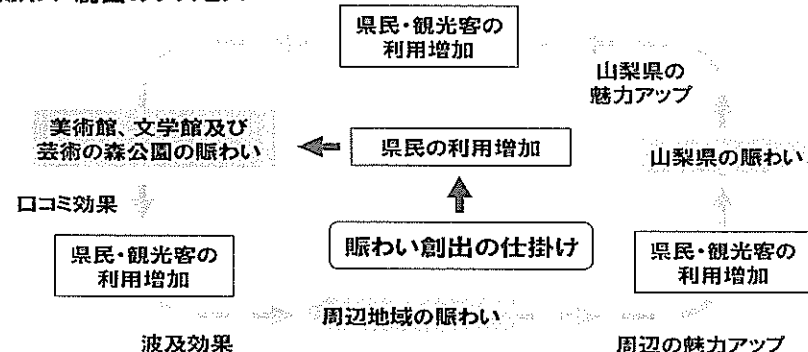 県民・観光客の
利用増加
山梨県の
魅力アップ
美術館、文学館及び
芸術の森公園の賑わい
県民の利用増加
山梨県の賑わい
口コミ効果
県民・観光客の
利用増加
賑わい創出の仕掛け
県民・観光客の
利用増加
周辺地域の賑わい
波及効果
周辺の魅力アップ